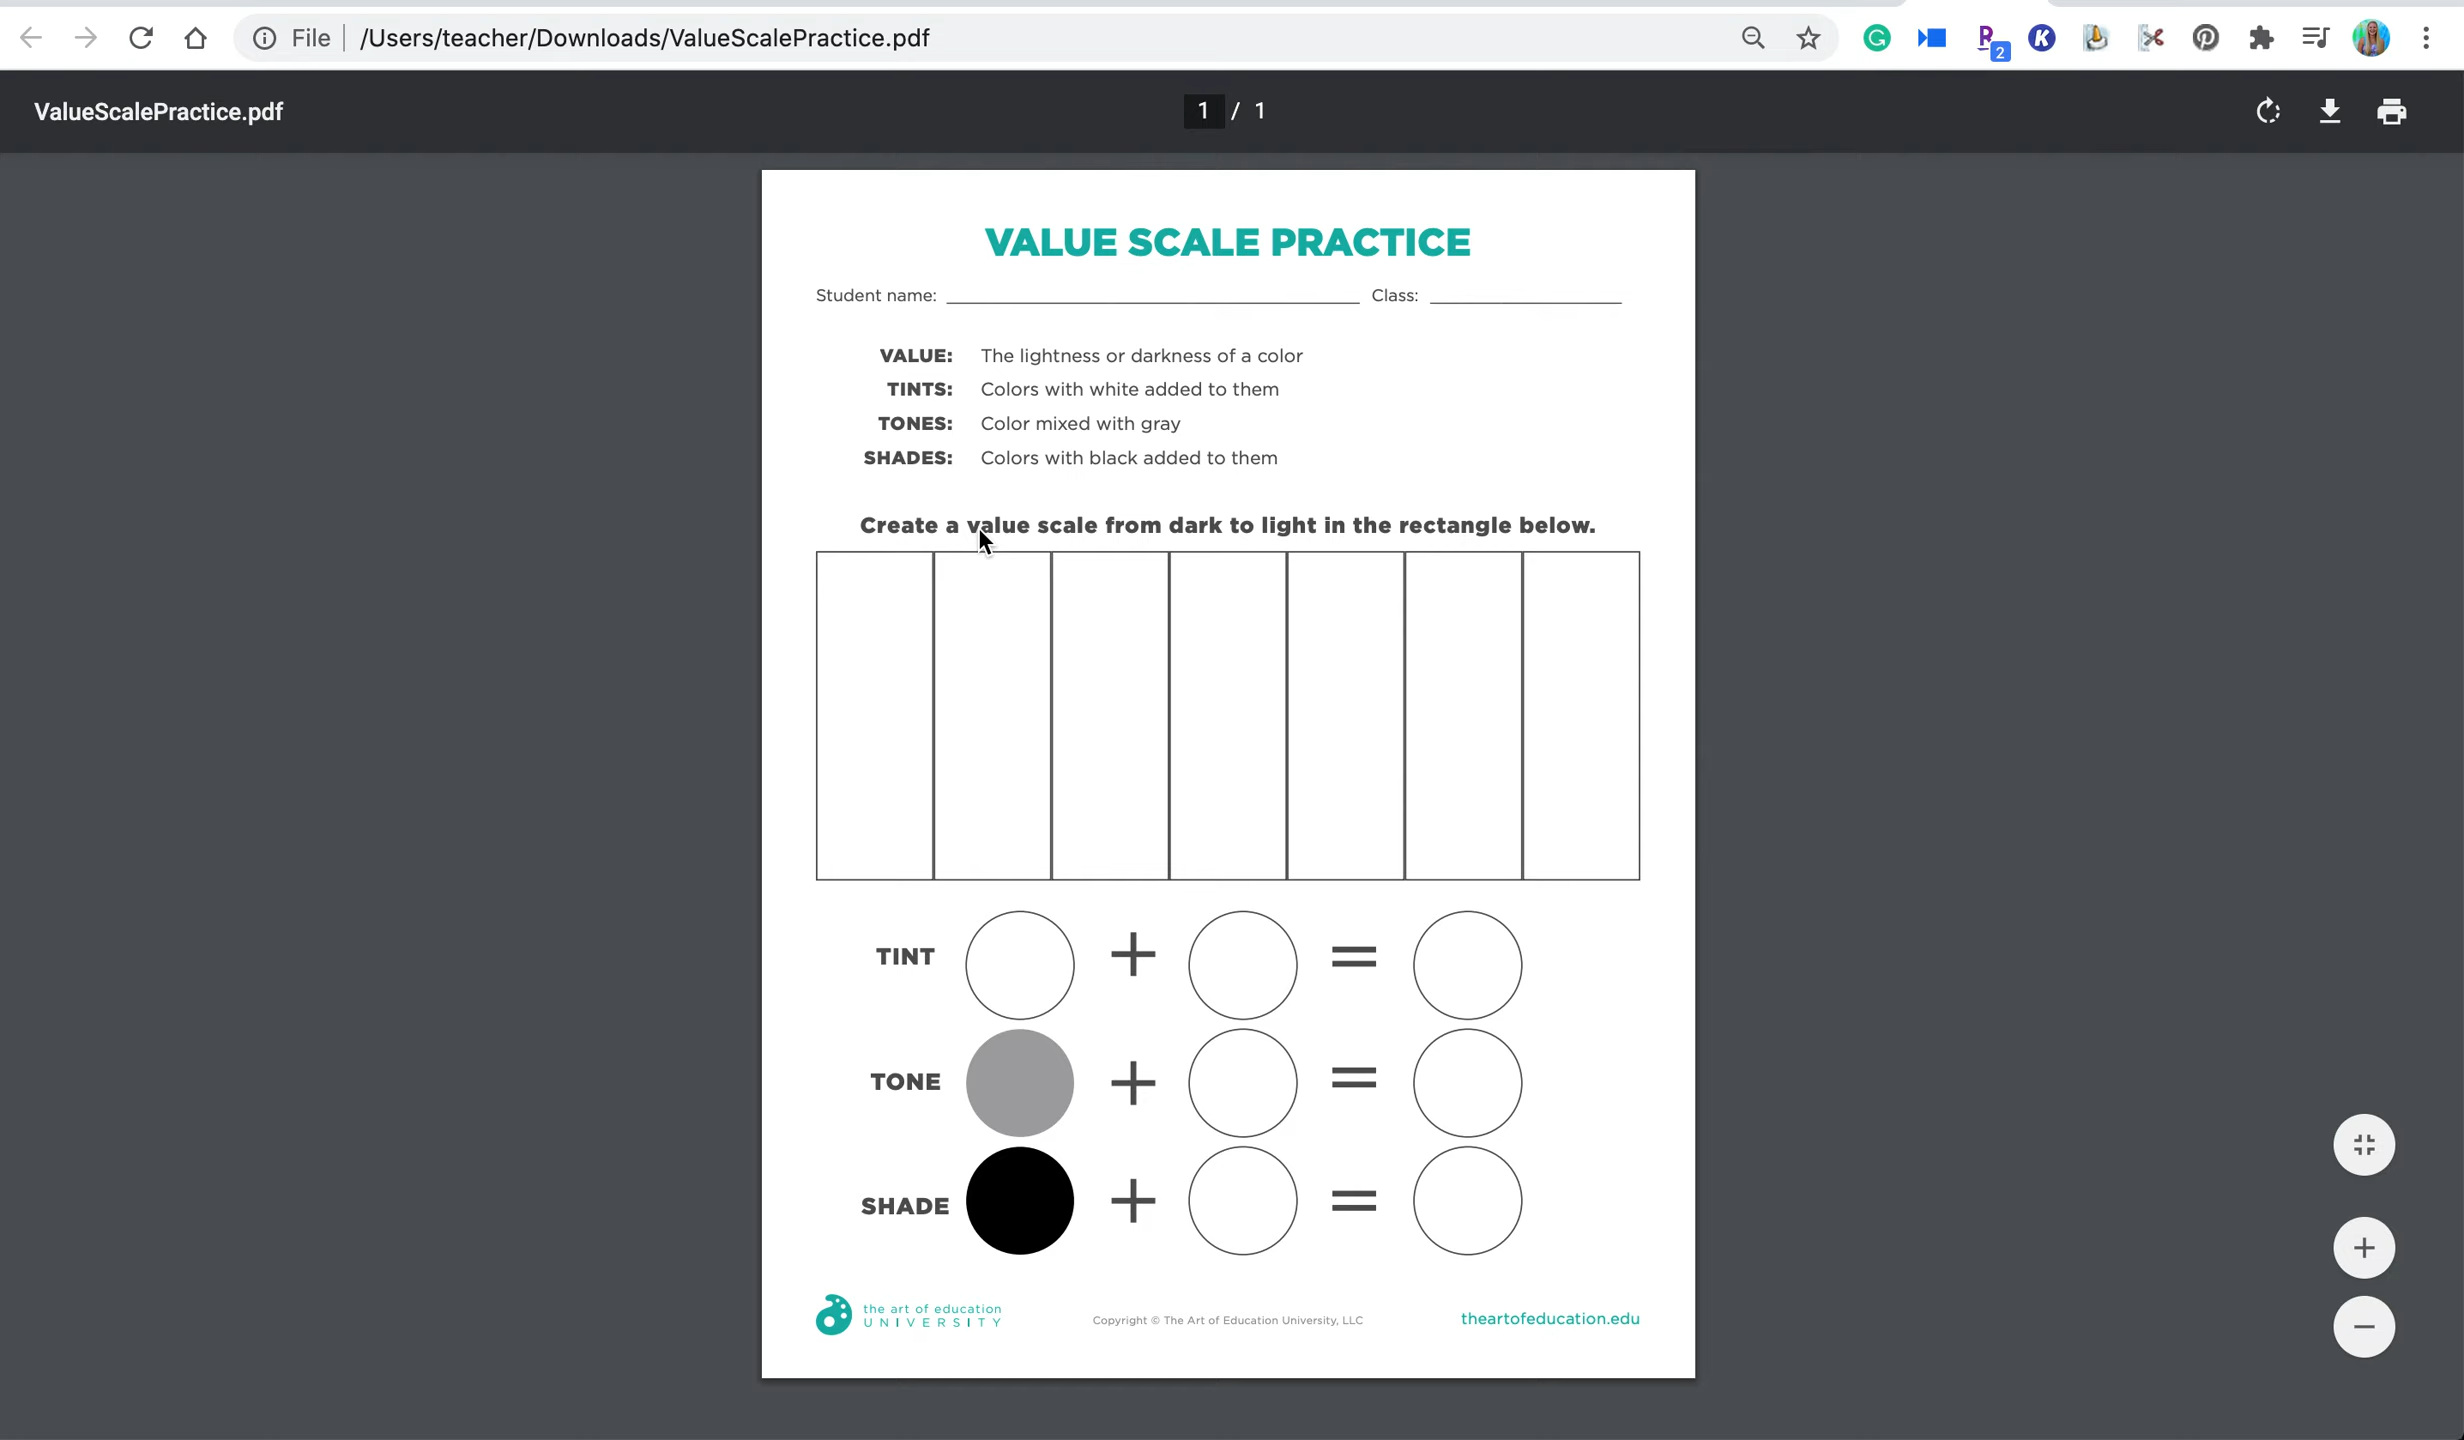 File /Users/teacher/Downloads/ValueScalePractice.pdf
2
ValueScalePractice.pdf
1 / 1
VALUE SCALE PRACTICE
Student name: Class:
VALUE: The lightness or darkness of a color
TINTS: Colors with white added to them
TONES: Color mixed with gray
SHADES: Colors with black added to them
Create a value scale from dark to light in the rectangle below.
TINT + =
TONE + =
SHADE + =
the art of education
UNIVERSITY
Copyright © The Art of Education University, LLC
theartofeducation.edu